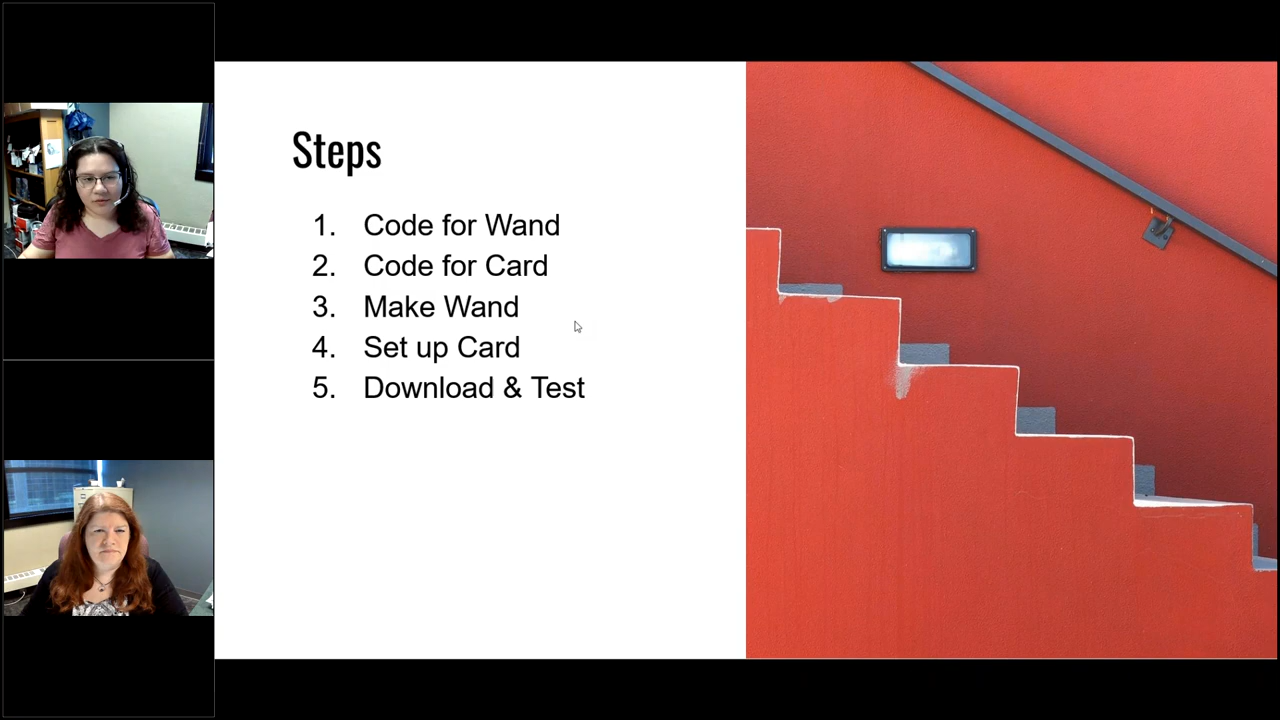 Steps
1. Code for Wand
2. Code for Card
3. Make Wand
4. Set up Card
5. Download & Test